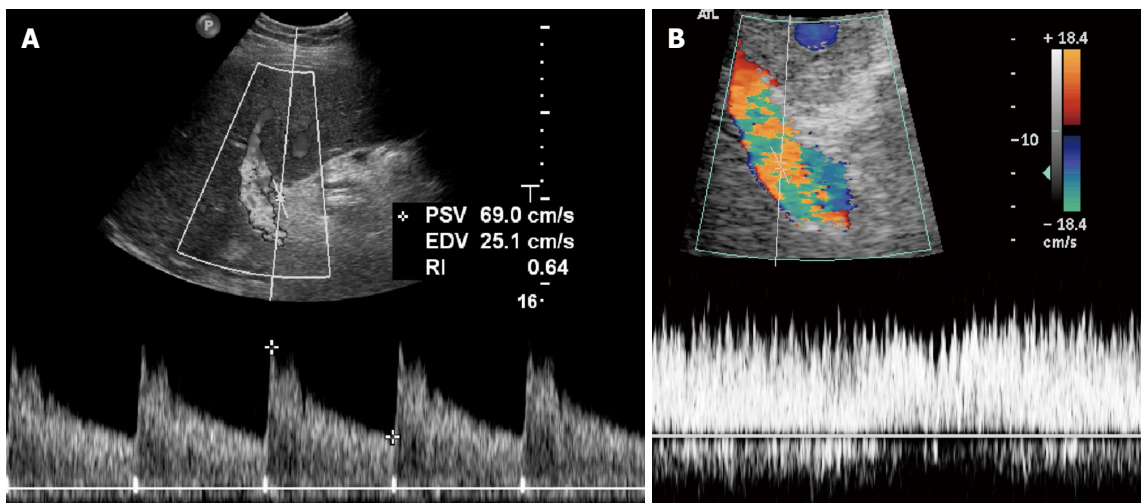 A
P
PSV 69.0 cm/s
EDV 25.1 cm/s
RI 0.64
16
B
ATL
+ 18.4
10
- 18.4
cm/s